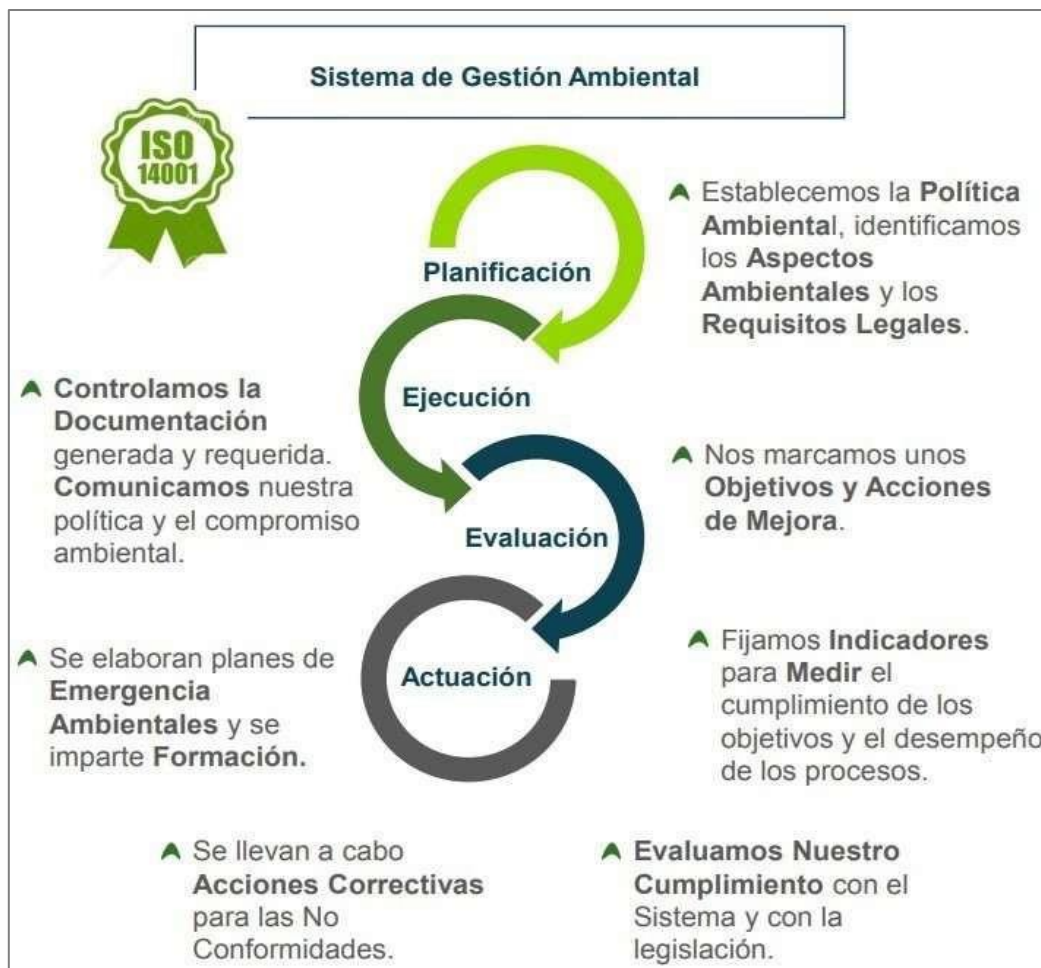 Sistema de Gestión Ambiental
ISO
14001
Planificación
Establecemos la Política
Ambiental, identificamos
los Aspectos
Ambientales y los
Requisitos Legales.
Ejecución
Controlamos la
Documentación
generada y requerida.
Comunicamos nuestra
política y el compromiso
ambiental.
Nos marcamos unos
Objetivos y Acciones
de Mejora.
Evaluación
Se elaboran planes de
Emergencia
Ambientales y se
imparte Formación.
Actuación
Fijamos Indicadores
para Medir el
cumplimiento de los
objetivos y el desempeño
de los procesos.
Se llevan a cabo
Acciones Correctivas
para las No
Conformidades.
Evaluamos Nuestro
Cumplimiento con el
Sistema y con la
legislación.